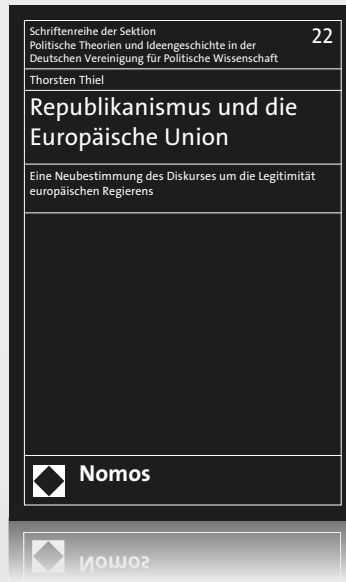 Schriftenreihe der Sektion
Politische Theorien und Ideengeschichte in der
Deutschen Vereinigung für Politische Wissenschaft
22
Thorsten Thiel
Republikanismus und die
Europäische Union
Eine Neubestimmung des Diskurses um die Legitimität
europäischen Regierens
Nomos
Nomos